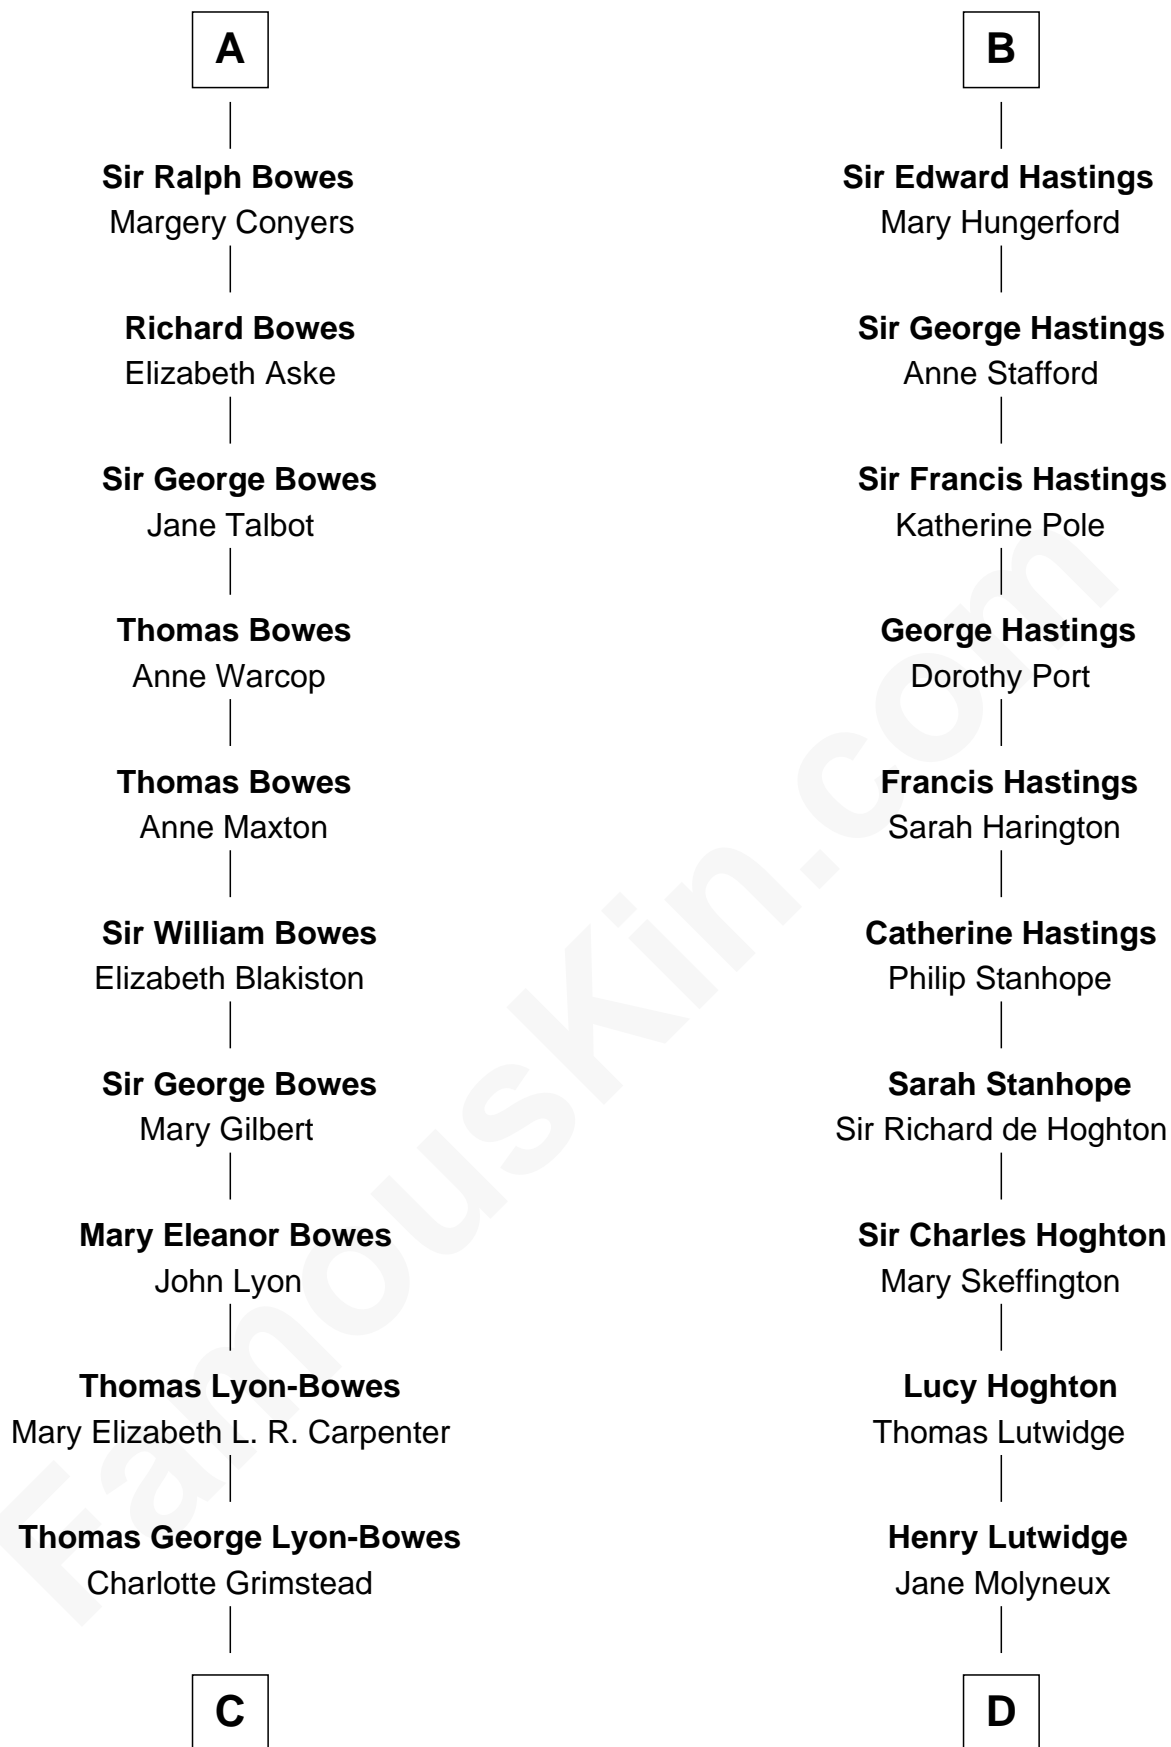 A
Sir Ralph Bowes
Margery Conyers
Richard Bowes
Elizabeth Aske
Sir George Bowes
Jane Talbot
Thomas Bowes
Anne Warcop
Thomas Bowes
Anne Maxton
Sir William Bowes
Elizabeth Blakiston
Sir George Bowes
Mary Gilbert
Mary Eleanor Bowes
John Lyon
Thomas Lyon-Bowes
Mary Elizabeth L. R. Carpenter
Thomas George Lyon-Bowes
Charlotte Grimstead
C
B
Sir Edward Hastings
Mary Hungerford
Sir George Hastings
Anne Stafford
Sir Francis Hastings
Katherine Pole
George Hastings
Dorothy Port
Francis Hastings
Sarah Harington
Catherine Hastings
Philip Stanhope
Sarah Stanhope
Sir Richard de Hoghton
Sir Charles Hoghton
Mary Skeffington
Lucy Hoghton
Thomas Lutwidge
Henry Lutwidge
Jane Molyneux
D
FamousKin.com